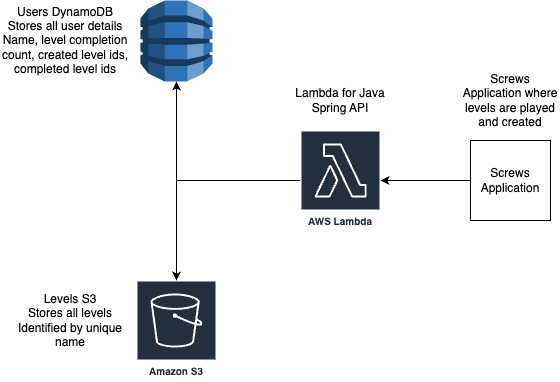 Users DynamoDB
Stores all user details
Name, level completion
count, created level ids,
completed level ids
Lambda for Java
Spring API
Screws
Application where
levels are played
and created
Screws
Application
AWS Lambda
Levels S3
Stores all levels
Identified by unique
name
Amazon S3